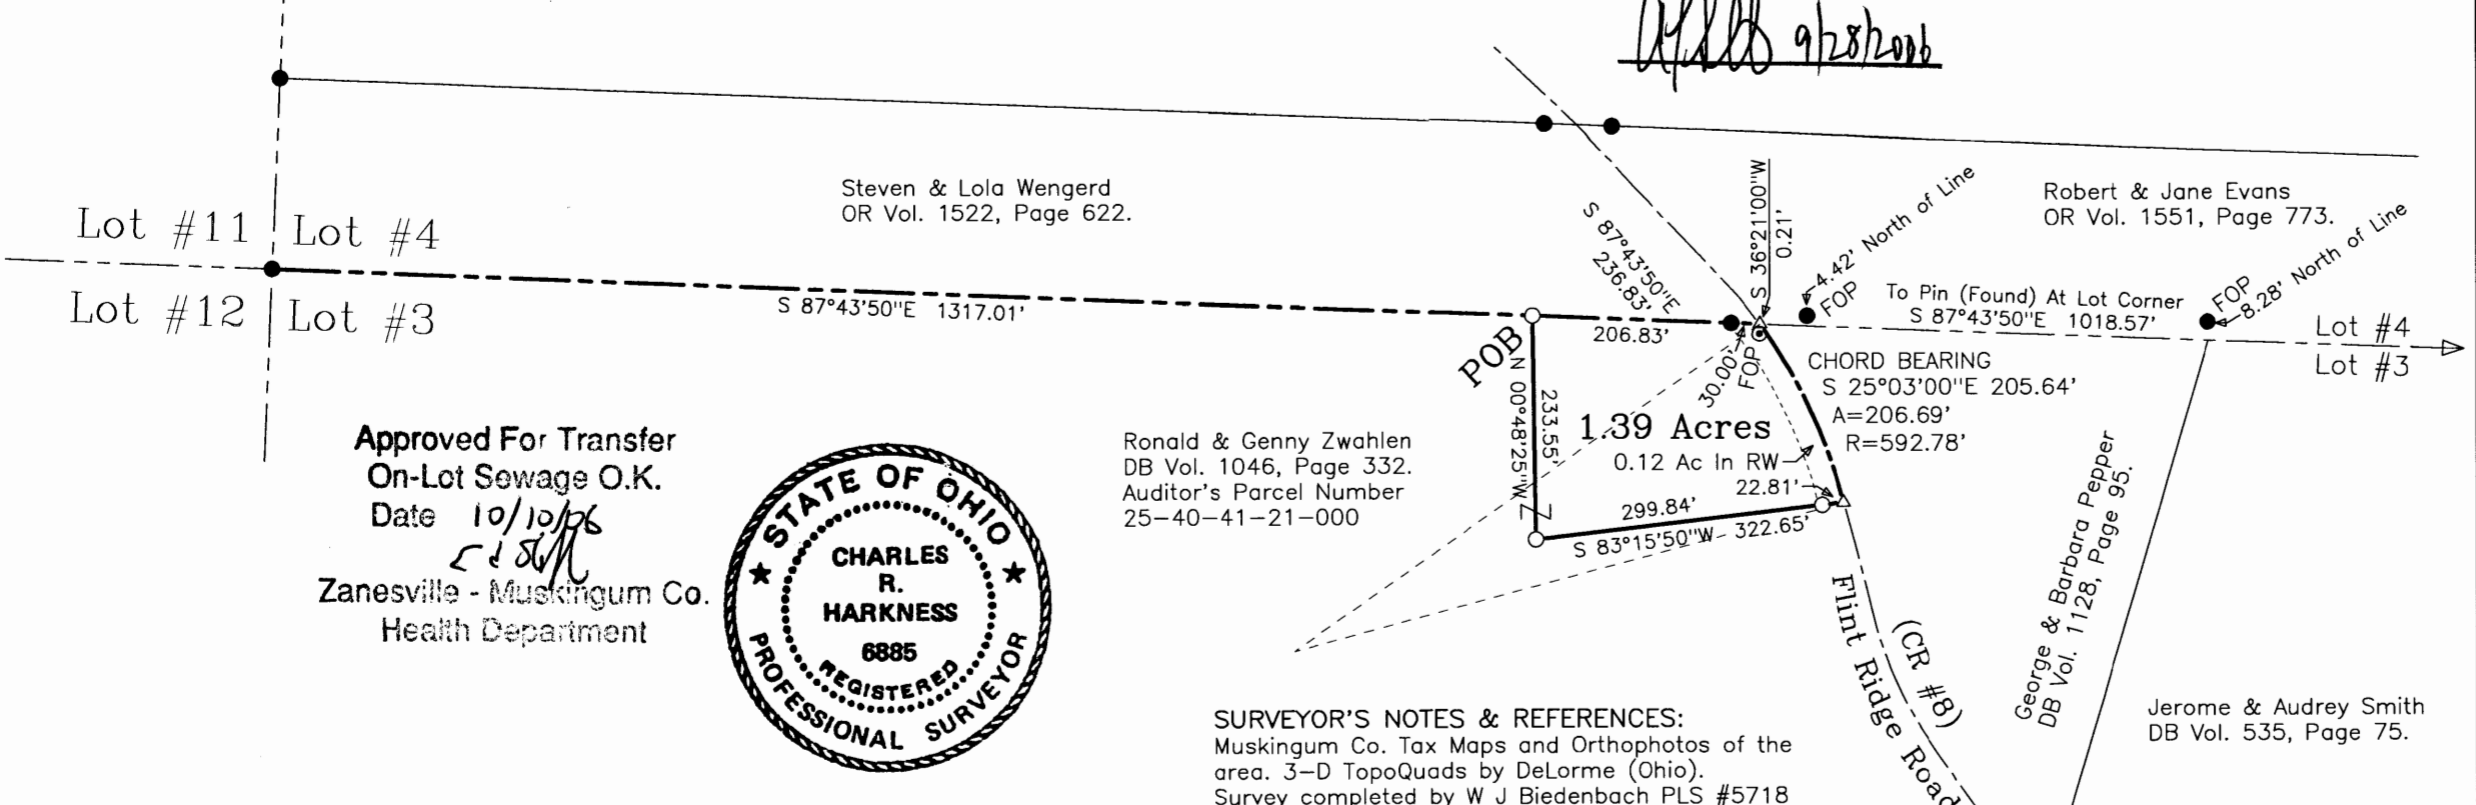 9/28/2006
Steven & Lola Wengerd
OR Vol. 1522, Page 622.
Robert & Jane Evans
OR Vol. 1551, Page 773.
Lot #11
Lot #4
Lot #12
Lot #3
S 87°43'50"E 1317.01'
S 87°43'50"E
236.83'
S 36°21'00"W
0.21'
4.42' North of Line
FOP
To Pin (Found) At Lot Corner
S 87°43'50"E 1018.57'
FOP
8.28' North of Line
Lot #4
Lot #3
POB
206.83'
30.00'
FOP
CHORD BEARING
S 25°03'00"E 205.64'
A=206.69'
R=592.78'
N 00°48'25"W
233.55'
1.39 Acres
0.12 Ac In RW
22.81'
299.84'
S 83°15'50"W 322.65'
Ronald & Genny Zwahlen
DB Vol. 1046, Page 332.
Auditor's Parcel Number
25-40-41-21-000
Approved For Transfer
On-Lot Sewage O.K.
Date 10/10/06
Zanesville - Muskingum Co.
Health Department
STATE OF OHIO
CHARLES
R.
HARKNESS
6885
REGISTERED
PROFESSIONAL SURVEYOR
Flint Ridge Road
(CR #8)
George & Barbara Pepper
DB Vol. 1128, Page 95.
Jerome & Audrey Smith
DB Vol. 535, Page 75.
SURVEYOR'S NOTES & REFERENCES:
Muskingum Co. Tax Maps and Orthophotos of the
area. 3-D TopoQuads by DeLorme (Ohio).
Survey completed by W J Biedenbach PLS #5718